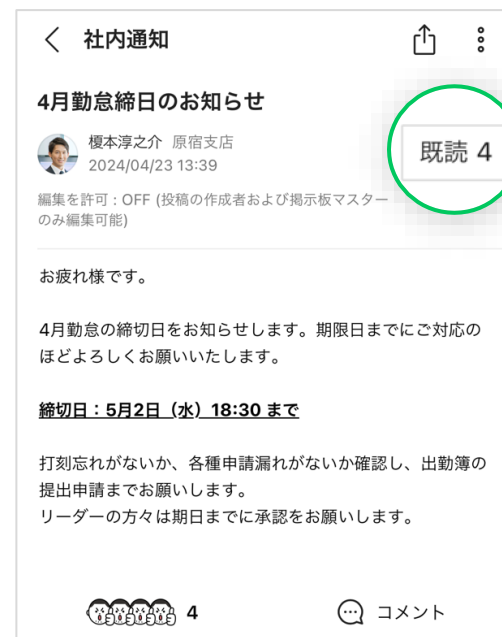 社内通知
4月勤怠締日のお知らせ
榎本淳之介 原宿支店
2024/04/23 13:39
既読 4
編集を許可 : OFF (投稿の作成者および掲示板マスター
のみ編集可能)
お疲れ様です。
4月勤怠の締切日をお知らせします。期限日までにご対応の
ほどよろしくお願いいたします。
締切日：5月2日（水）18:30 まで
打刻忘れがないか、各種申請漏れがないか確認し、出勤簿の
提出申請までお願いします。
リーダーの方々は期日までに承認をお願いします。
4
コメント